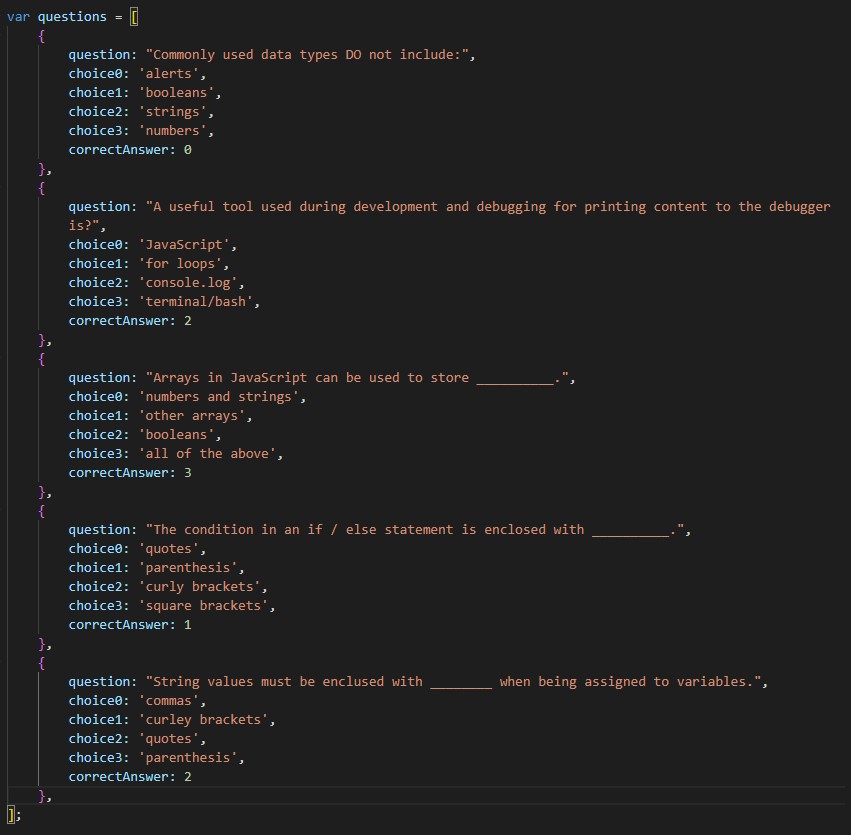 var questions = [
    {
        question: "Commonly used data types DO not include:",
        choice0: 'alerts',
        choice1: 'booleans',
        choice2: 'strings',
        choice3: 'numbers',
        correctAnswer: 0
    },
    {
        question: "A useful tool used during development and debugging for printing content to the debugger
        is?",
        choice0: 'JavaScript',
        choice1: 'for loops',
        choice2: 'console.log',
        choice3: 'terminal/bash',
        correctAnswer: 2
    },
    {
        question: "Arrays in JavaScript can be used to store __________.",
        choice0: 'numbers and strings',
        choice1: 'other arrays',
        choice2: 'booleans',
        choice3: 'all of the above',
        correctAnswer: 3
    },
    {
        question: "The condition in an if / else statement is enclosed with __________.",
        choice0: 'quotes',
        choice1: 'parenthesis',
        choice2: 'curly brackets',
        choice3: 'square brackets',
        correctAnswer: 1
    },
    {
        question: "String values must be enclused with ________ when being assigned to variables.",
        choice0: 'commas',
        choice1: 'curley brackets',
        choice2: 'quotes',
        choice3: 'parenthesis',
        correctAnswer: 2
    },
];